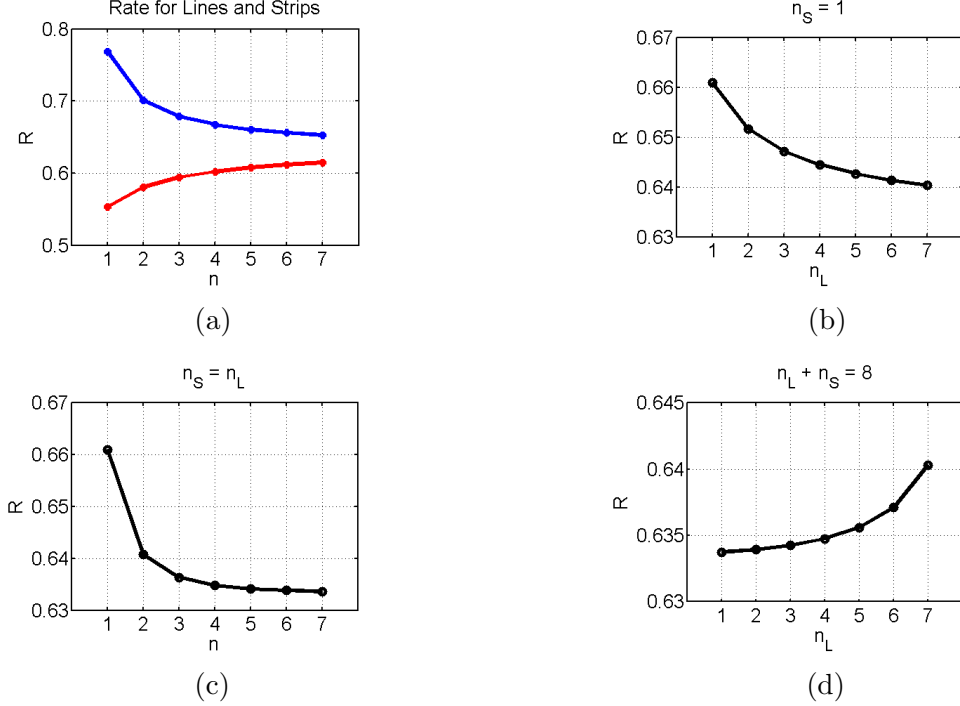 Rate for Lines and Strips
0.8
0.7
0.6
0.5
R
1 2 3 4 5 6 7
n
(a)
n_S = 1
0.67
0.66
0.65
0.64
0.63
R
1 2 3 4 5 6 7
n_L
(b)
n_S = n_L
0.67
0.66
0.65
0.64
0.63
R
1 2 3 4 5 6 7
n
(c)
n_L + n_S = 8
0.645
0.64
0.635
0.63
R
1 2 3 4 5 6 7
n_L
(d)